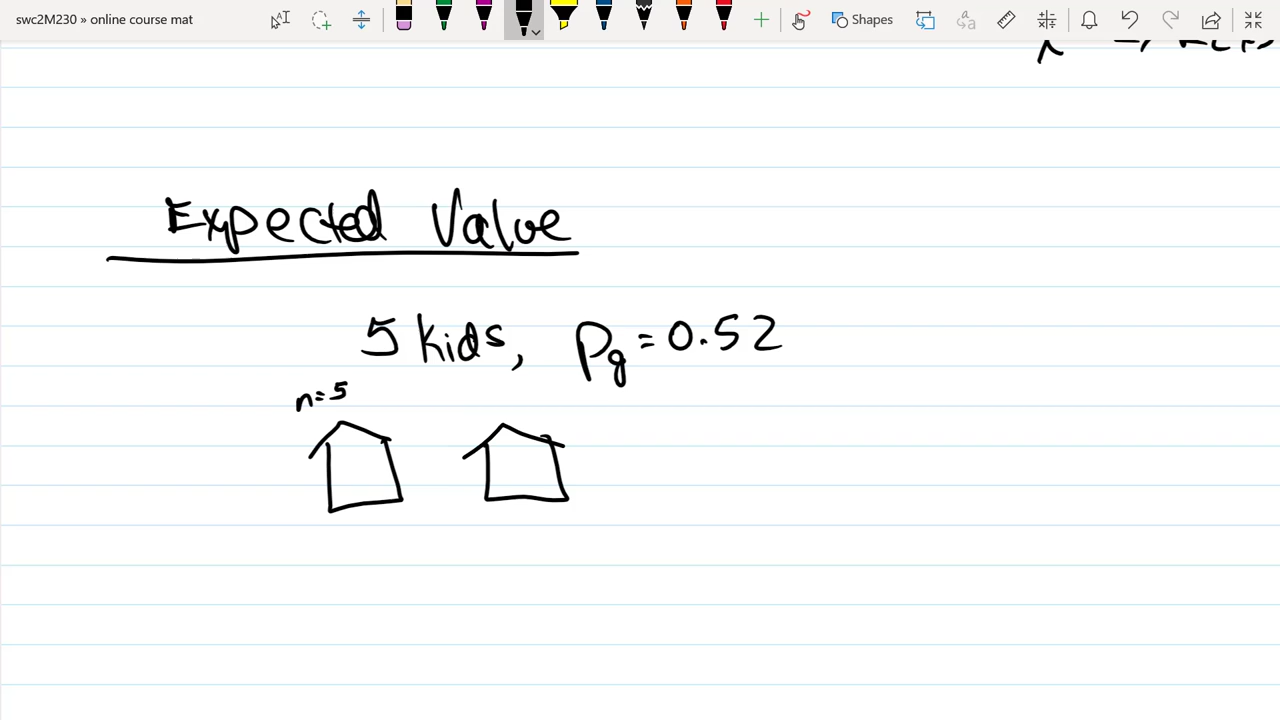 swc2M230 » online course mat
Shapes
Expected Value
5 kids, Pg = 0.52
n=5